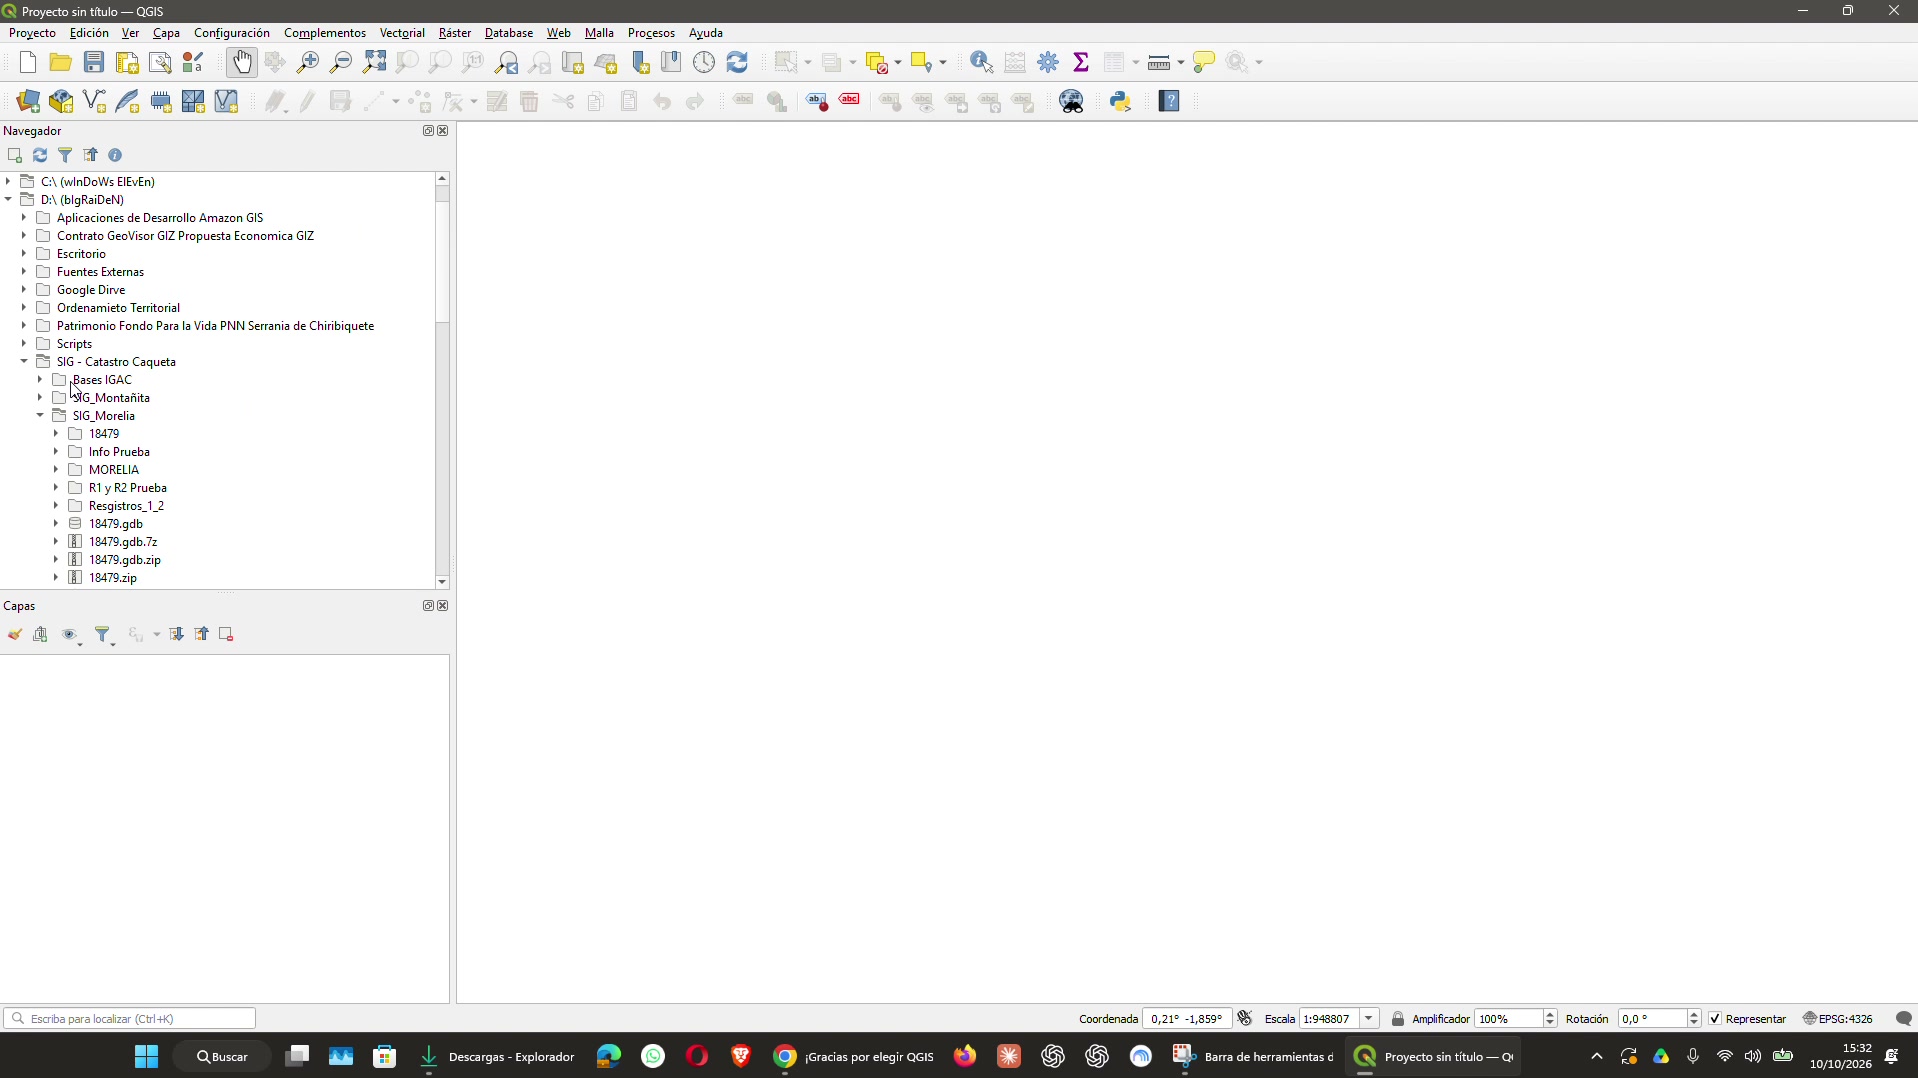 Proyecto sin título — QGIS
Proyecto Edición Ver Capa Configuración Complementos Vectorial Ráster Database Web Malla Procesos Ayuda
Navegador
C:\ (wInDoWs ElEvEn)
D:\ (bIgRaiDeN)
Aplicaciones de Desarrollo Amazon GIS
Contrato GeoVisor GIZ Propuesta Economica GIZ
Escritorio
Fuentes Externas
Google Dirve
Ordenamieto Territorial
Patrimonio Fondo Para la Vida PNN Serrania de Chiribiquete
Scripts
SIG - Catastro Caqueta
Bases IGAC
SIG_Montañita
SIG_Morelia
18479
Info Prueba
MORELIA
R1 y R2 Prueba
Resgistros_1_2
18479.gdb
18479.gdb.7z
18479.gdb.zip
18479.zip
Capas
Escriba para localizar (Ctrl+K)
Coordenada 0,21° -1,859° Escala 1:948807 Amplificador 100% Rotación 0,0 ° Representar EPSG:4326
Buscar Descargas - Explorador ¡Gracias por elegir QGIS Barra de herramientas d Proyecto sin título — Q
15:32
10/10/2026